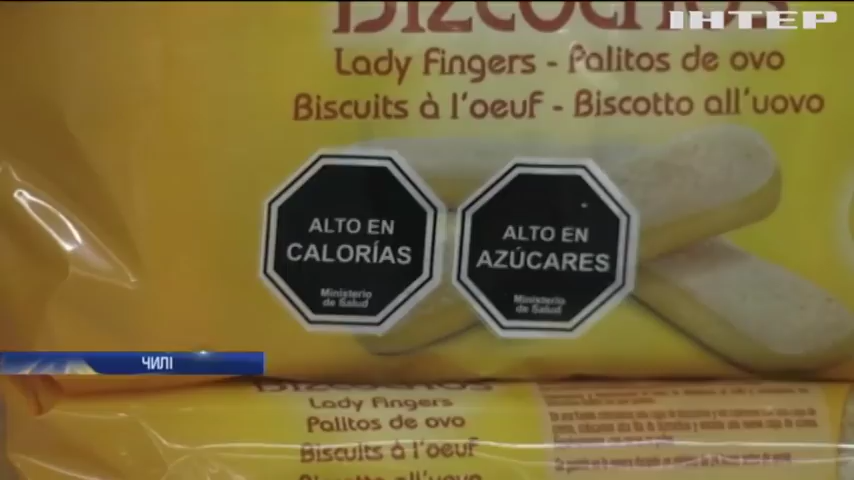 BIZCOCHOS
ІНТЕР
Lady Fingers - Palitos de ovo
Biscuits à l'oeuf - Biscotto all'uovo
ALTO EN
CALORÍAS
Ministerio
de Salud
ALTO EN
AZÚCARES
Ministerio
de Salud
ЧИЛІ
BIZCOCHOS
Lady Fingers
Palitos de ovo
Biscuits à l'oeuf
Biscotto all'uovo